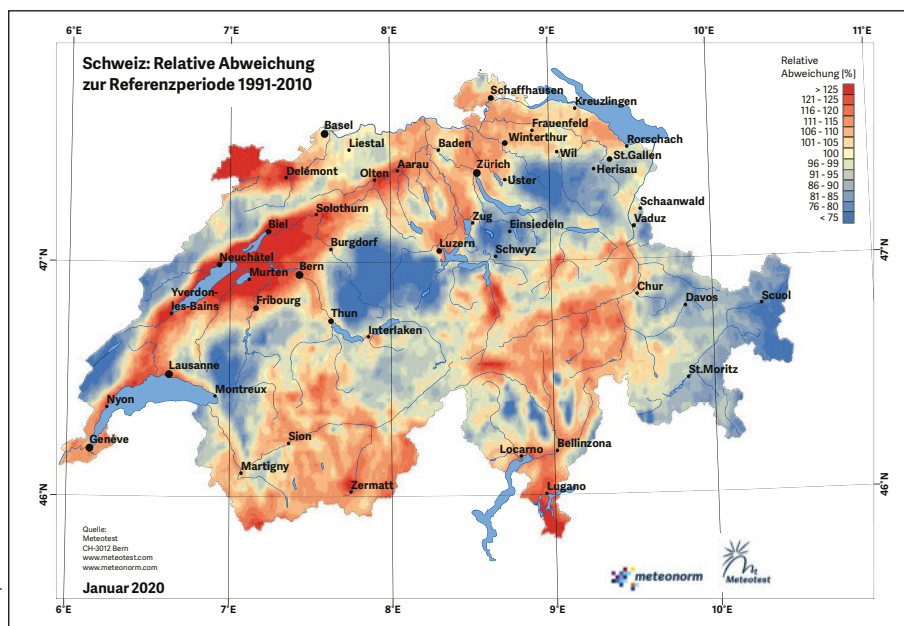 6°E 7°E 8°E 9°E 10°E 11°E
Schweiz: Relative Abweichung
zur Referenzperiode 1991-2010
Relative
Abweichung [%]
> 125
121 - 125
116 - 120
111 - 115
106 - 110
101 - 105
100
96 - 99
91 - 95
86 - 90
81 - 85
76 - 80
< 75
Schaffhausen
Kreuzlingen
Basel
Frauenfeld
Liestal
Baden
Winterthur
Rorschach
Wil
St.Gallen
Delémont
Olten
Aarau
Zürich
Uster
Herisau
Solothurn
Zug
Schaanwald
Biel
Einsiedeln
Vaduz
Burgdorf
Luzern
Schwyz
47°N
47°N
Neuchâtel
Murten
Bern
Chur
Davos
Scuol
Yverdon-
les-Bains
Fribourg
Thun
Interlaken
Lausanne
Montreux
St.Moritz
Nyon
Genève
Sion
Locarno
Bellinzona
Martigny
Zermatt
Lugano
46°N
46°N
Quelle:
Meteotest
CH-3012 Bern
www.meteotest.com
www.meteonorm.com
Januar 2020
meteonorm
Meteotest
6°E 7°E 8°E 9°E 10°E